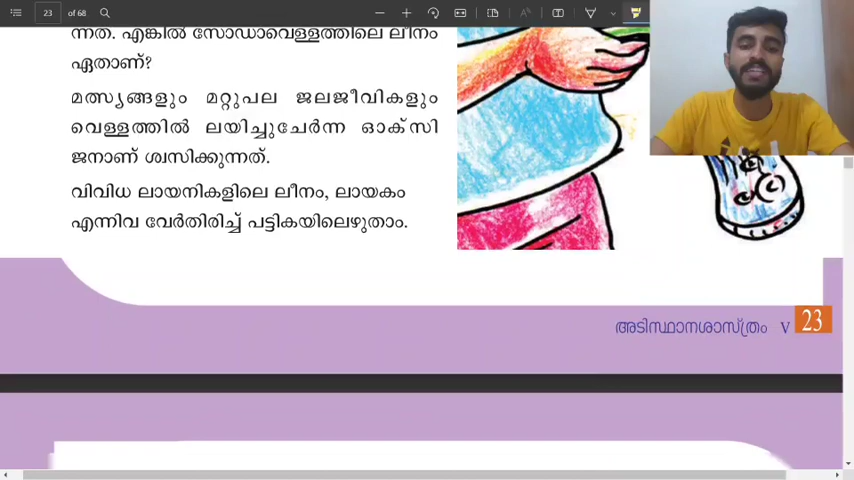 23 of 68
ന്നത്. എങ്കിൽ സോഡാവെള്ളത്തിലെ ലീനം
ഏതാണ്?
മത്സ്യങ്ങളും മറ്റുപല ജലജീവികളും
വെള്ളത്തിൽ ലയിച്ചുചേർന്ന ഓക്സി
ജനാണ് ശ്വസിക്കുന്നത്.
വിവിധ ലായനികളിലെ ലീനം, ലായകം
എന്നിവ വേർതിരിച്ച് പട്ടികയിലെഴുതാം.
അടിസ്ഥാനശാസ്ത്രം V 23